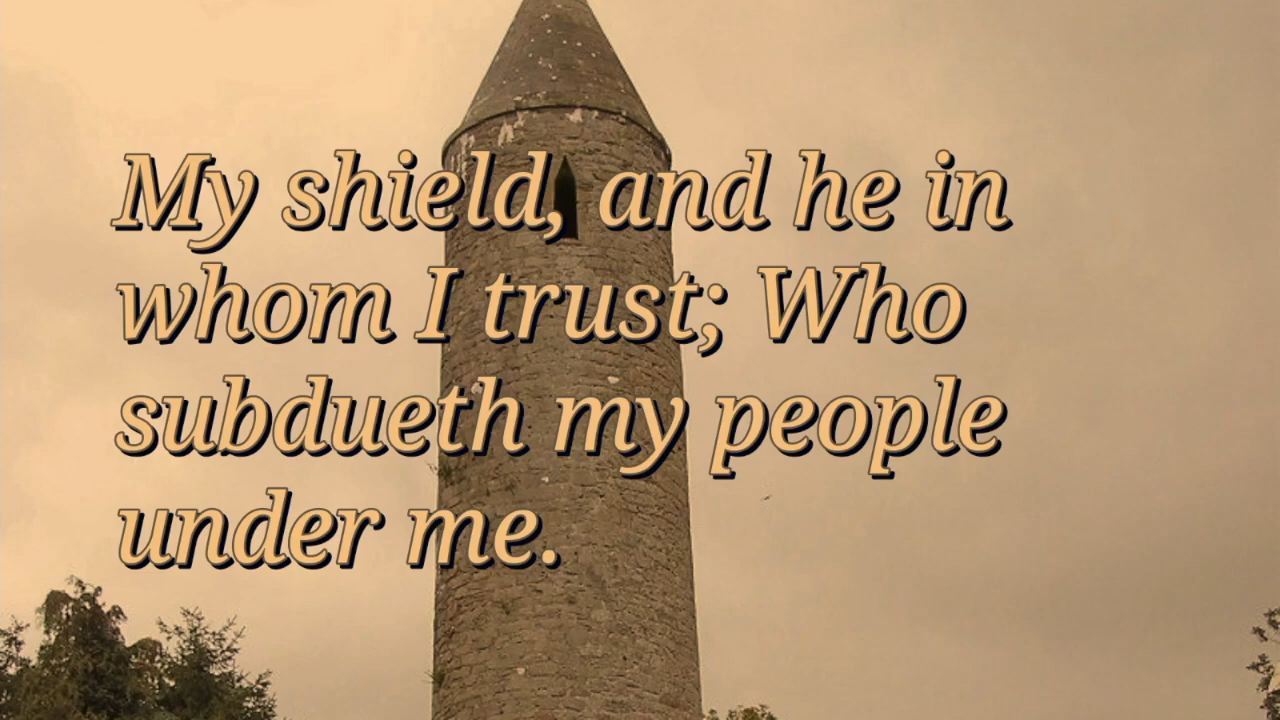 My shield, and he in
whom I trust; Who
subdueth my people
under me.